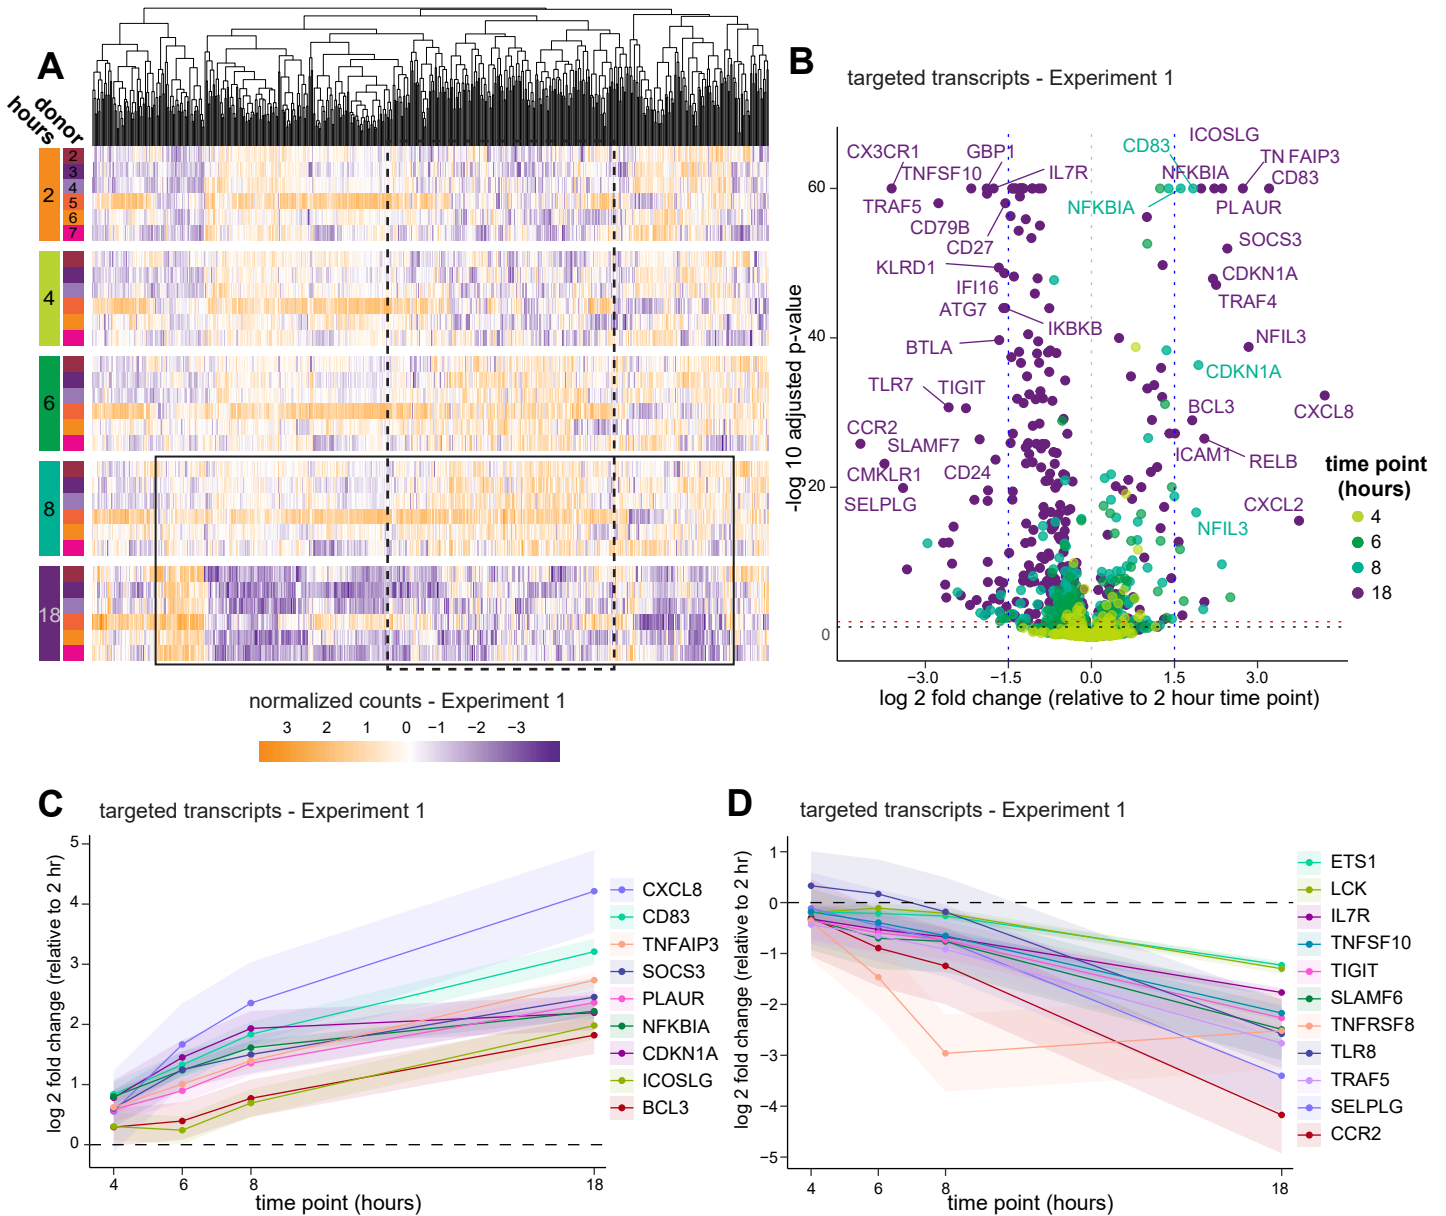 A
donor
hours
2
3
4
5
6
7
2
4
6
8
18
normalized counts - Experiment 1
3 2 1 0 −1 −2 −3
B
targeted transcripts - Experiment 1
ICOSLG
CD83
CX3CR1
GBP1
TNFAIP3
TNFSF10
IL7R
NFKBIA
CD83
60
TRAF5
NFKBIA
PLAUR
CD79B
CD27
SOCS3
KLRD1
CDKN1A
IFI16
TRAF4
ATG7
IKBKB
NFIL3
40
BTLA
CDKN1A
TLR7
TIGIT
BCL3
CXCL8
CCR2
SLAMF7
ICAM1
RELB
CMKLR1
CD24
20
SELPLG
CXCL2
NFIL3
0
-log 10 adjusted p-value
−3.0 −1.5 0.0 1.5 3.0
log 2 fold change (relative to 2 hour time point)
time point
(hours)
4
6
8
18
C
targeted transcripts - Experiment 1
log 2 fold change (relative to 2 hr)
5
4
3
2
1
0
4 6 8 18
time point (hours)
CXCL8
CD83
TNFAIP3
SOCS3
PLAUR
NFKBIA
CDKN1A
ICOSLG
BCL3
D
targeted transcripts - Experiment 1
log 2 fold change (relative to 2 hr)
1
0
−1
−2
−3
−4
−5
4 6 8 18
time point (hours)
ETS1
LCK
IL7R
TNFSF10
TIGIT
SLAMF6
TNFRSF8
TLR8
TRAF5
SELPLG
CCR2